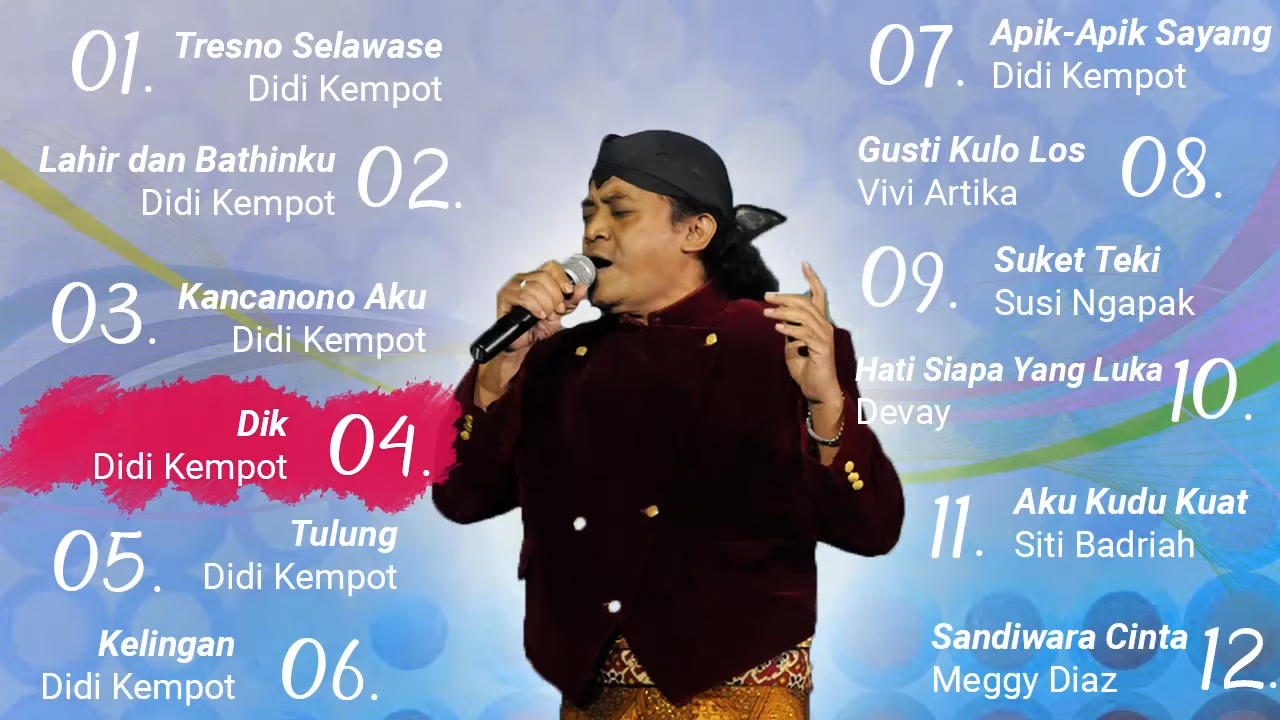 01.
Tresno Selawase
Didi Kempot
Lahir dan Bathinku
Didi Kempot
02.
03.
Kancanono Aku
Didi Kempot
Dik
Didi Kempot
04.
05.
Tulung
Didi Kempot
Kelingan
Didi Kempot
06.
07.
Apik-Apik Sayang
Didi Kempot
Gusti Kulo Los
Vivi Artika
08.
09.
Suket Teki
Susi Ngapak
Hati Siapa Yang Luka
Devay
10.
11.
Aku Kudu Kuat
Siti Badriah
Sandiwara Cinta
Meggy Diaz
12.